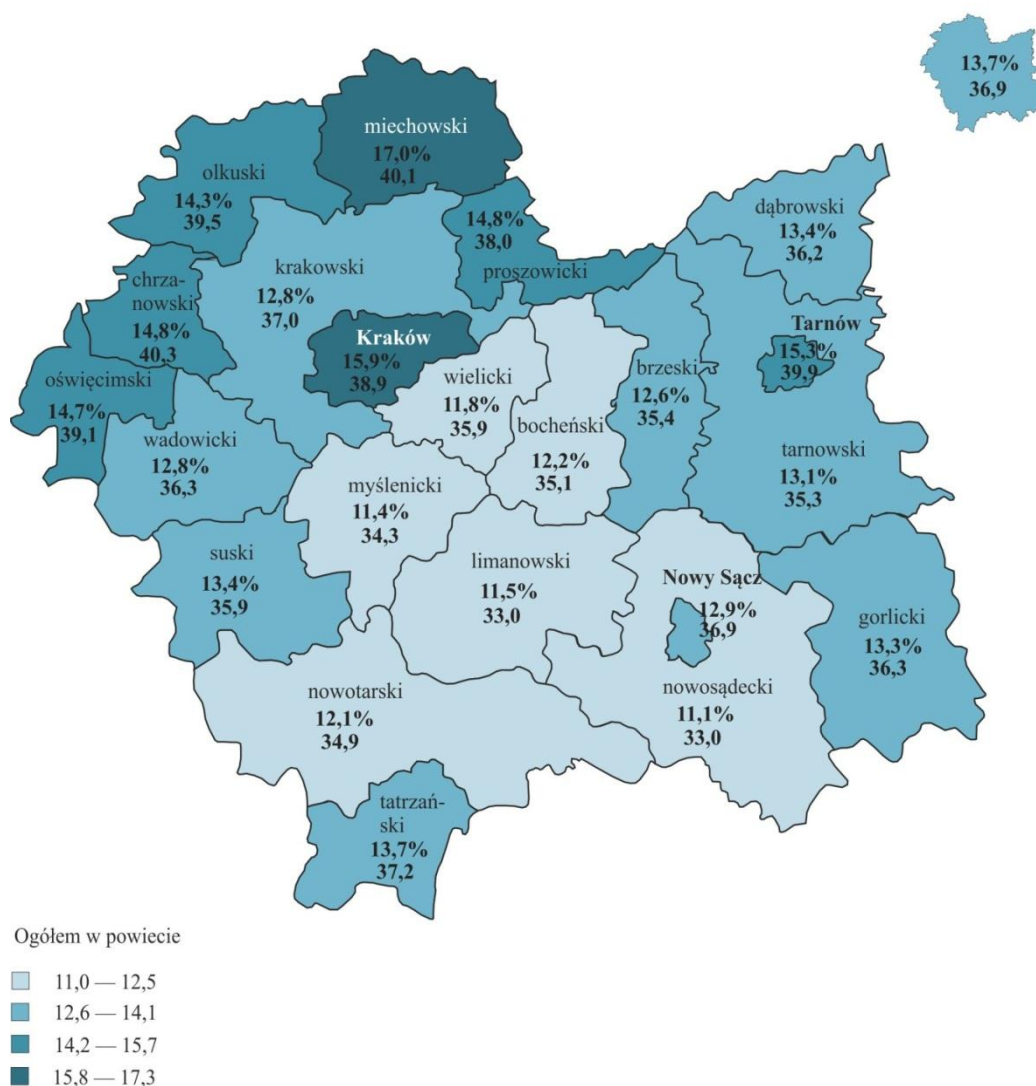 13,7%
36,9
miechowski
17,0%
40,1
olkuski
14,3%
39,5
dąbrowski
13,4%
36,2
14,8%
38,0
proszowicki
krakowski
12,8%
37,0
chrza-
nowski
14,8%
40,3
Kraków
15,9%
38,9
Tarnów
15,3%
39,9
oświęcimski
14,7%
39,1
wielicki
11,8%
35,9
brzeski
12,6%
35,4
bocheński
12,2%
35,1
wadowicki
12,8%
36,3
tarnowski
13,1%
35,3
myślenicki
11,4%
34,3
suski
13,4%
35,9
limanowski
11,5%
33,0
Nowy Sącz
12,9%
36,9
gorlicki
13,3%
36,3
nowotarski
12,1%
34,9
nowosądecki
11,1%
33,0
tatrzań-
ski
13,7%
37,2
Ogółem w powiecie
11,0 — 12,5
12,6 — 14,1
14,2 — 15,7
15,8 — 17,3